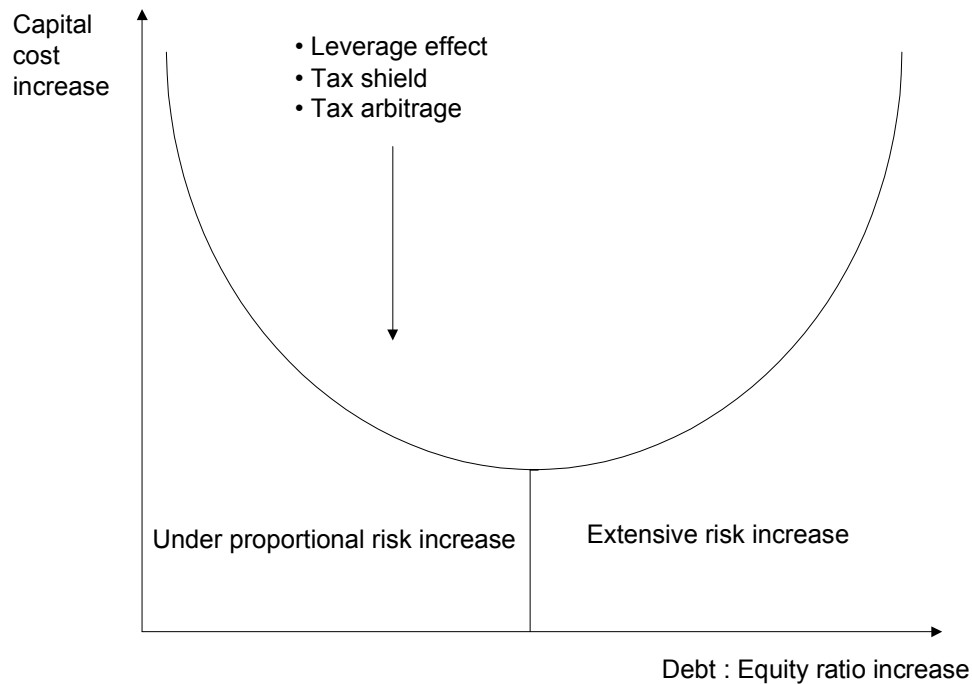 Capital
cost
increase
• Leverage effect
• Tax shield
• Tax arbitrage
Under proportional risk increase
Extensive risk increase
Debt : Equity ratio increase